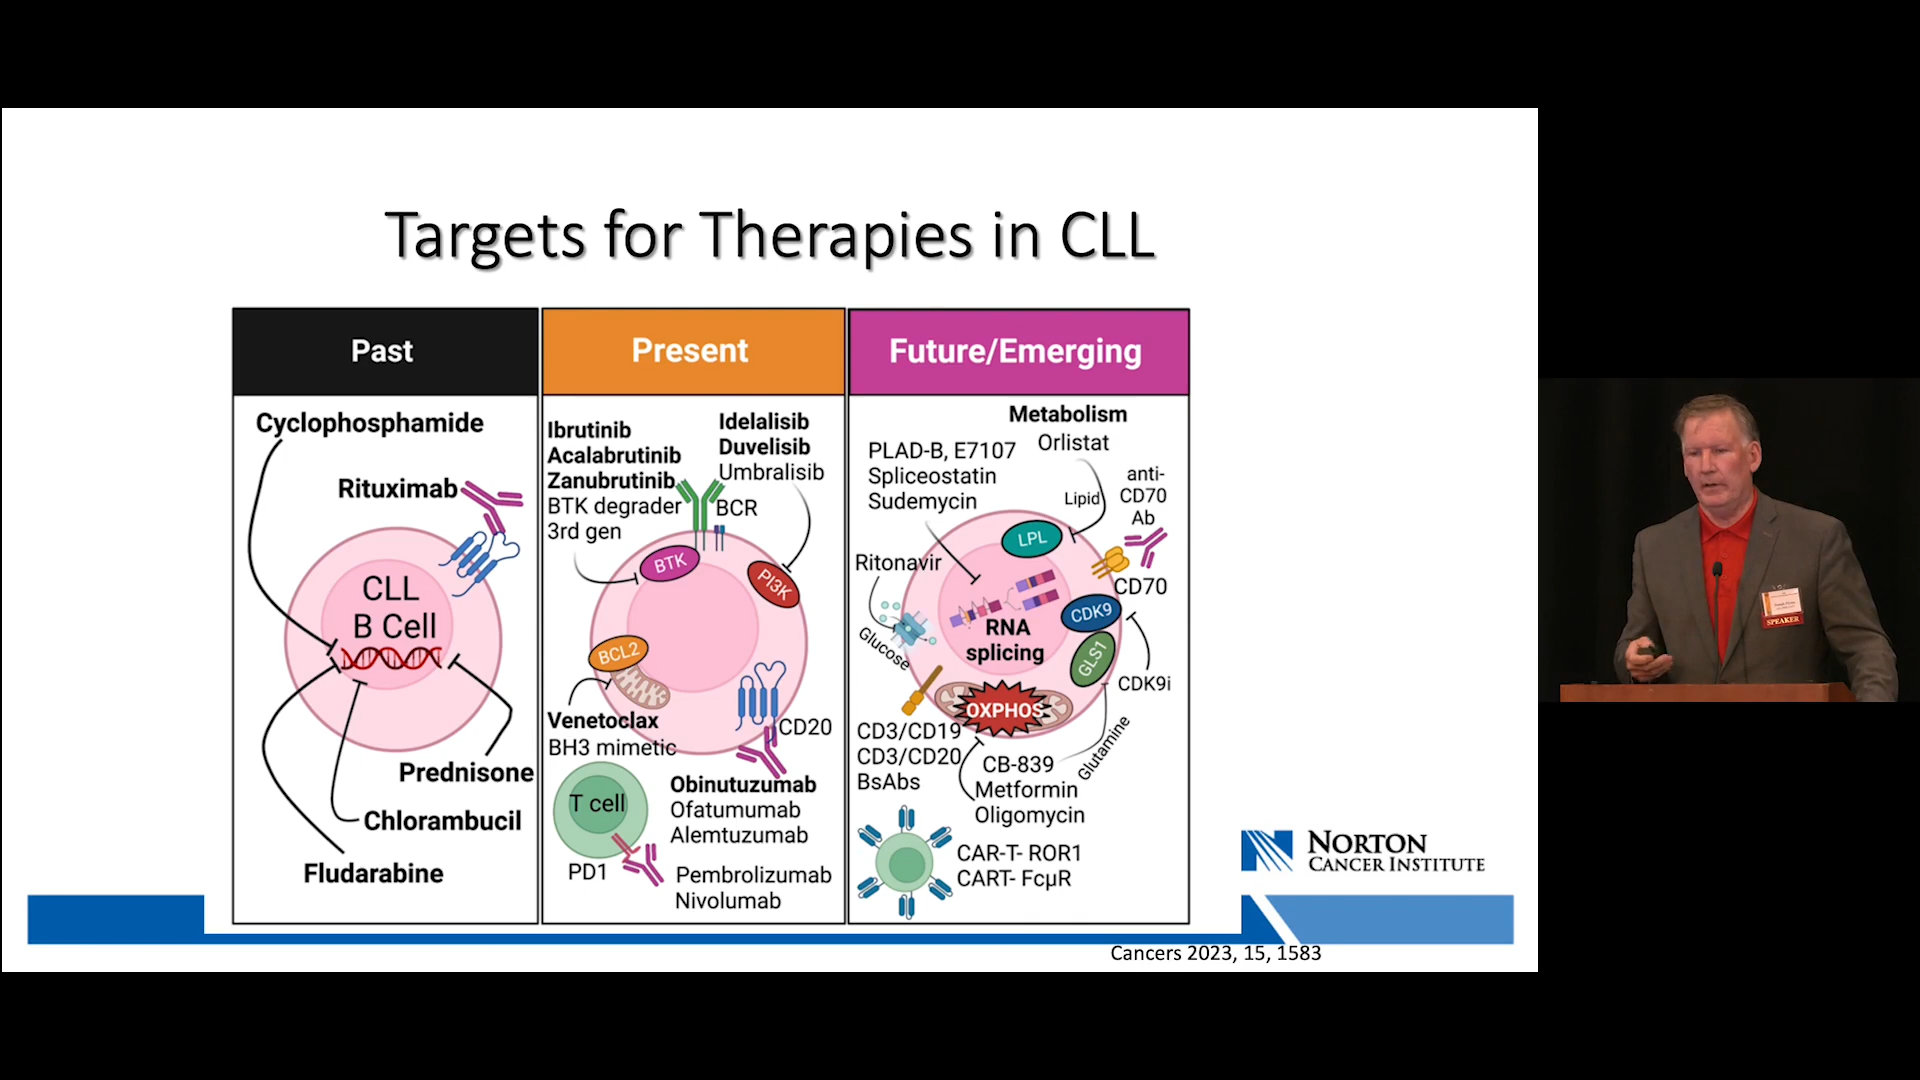 Targets for Therapies in CLL
Past
Cyclophosphamide
Rituximab
CLL
B Cell
Prednisone
Chlorambucil
Fludarabine
Present
Ibrutinib
Acalabrutinib
Zanubrutinib
BTK degrader
3rd gen
Idelalisib
Duvelisib
Umbralisib
BCR
BTK
PI3K
BCL2
Venetoclax
BH3 mimetic
CD20
T cell
PD1
Obinutuzumab
Ofatumumab
Alemtuzumab
Pembrolizumab
Nivolumab
Future/Emerging
Metabolism
Orlistat
PLAD-B, E7107
Spliceostatin
Sudemycin
Lipid
anti-
CD70
Ab
LPL
Ritonavir
CD70
CDK9
Glucose
RNA
splicing
GLS1
CDK9i
OXPHOS
CD3/CD19
CD3/CD20
BsAbs
CB-839
Metformin
Oligomycin
Glutamine
CAR-T- ROR1
CART- FcμR
NORTON
CANCER INSTITUTE
Cancers 2023, 15, 1583
SPEAKER